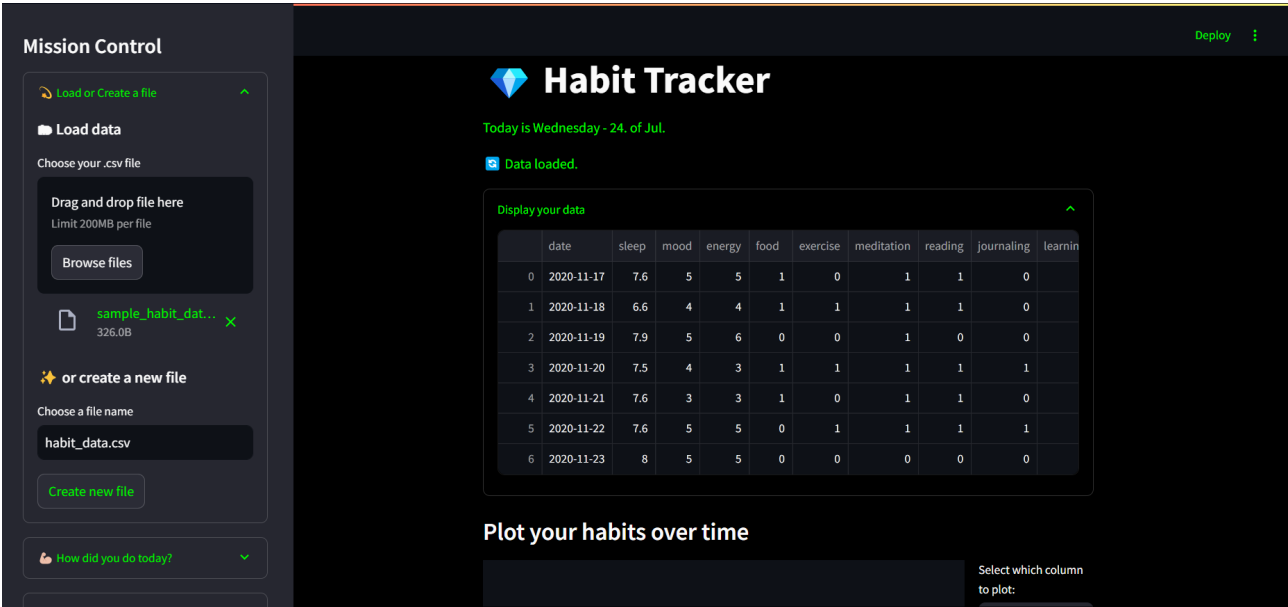 Mission Control
Load or Create a file
Load data
Choose your .csv file
Drag and drop file here
Limit 200MB per file
Browse files
sample_habit_dat...
326.0B
or create a new file
Choose a file name
habit_data.csv
Create new file
How did you do today?
Deploy
Habit Tracker
Today is Wednesday - 24. of Jul.
Data loaded.
Display your data
date sleep mood energy food exercise meditation reading journaling learnin
0 2020-11-17 7.6 5 5 1 0 1 1 0
1 2020-11-18 6.6 4 4 1 1 1 1 0
2 2020-11-19 7.9 5 6 0 0 1 0 0
3 2020-11-20 7.5 4 3 1 1 1 1 1
4 2020-11-21 7.6 3 3 1 0 1 1 0
5 2020-11-22 7.6 5 5 0 1 1 1 1
6 2020-11-23 8 5 5 0 0 0 0 0
Plot your habits over time
Select which column
to plot: